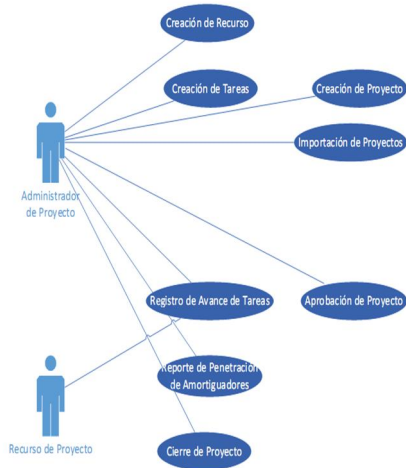 Creación de Recurso
Creación de Tareas
Creación de Proyecto
Importación de Proyectos
Administrador
de Proyecto
Registro de Avance de Tareas
Aprobación de Proyecto
Reporte de Penetración
de Amortiguadores
Recurso de Proyecto
Cierre de Proyecto